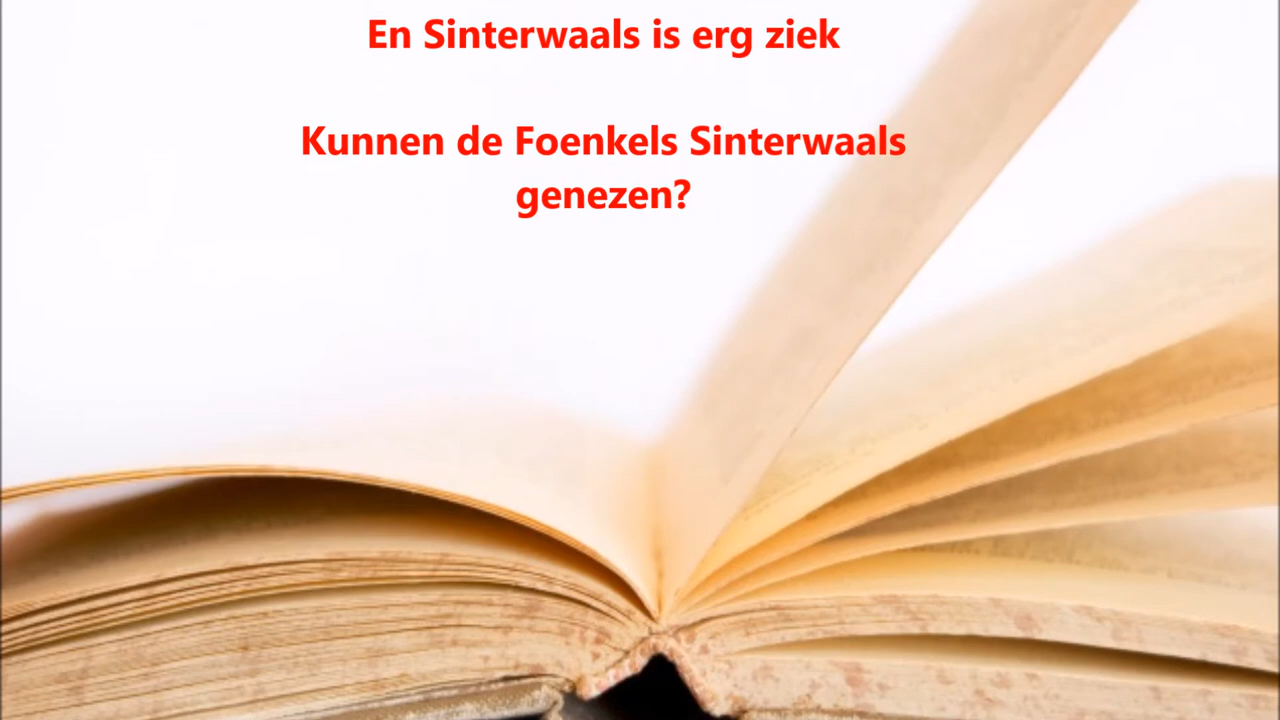 En Sinterwaals is erg ziek
Kunnen de Foenkels Sinterwaals
genezen?